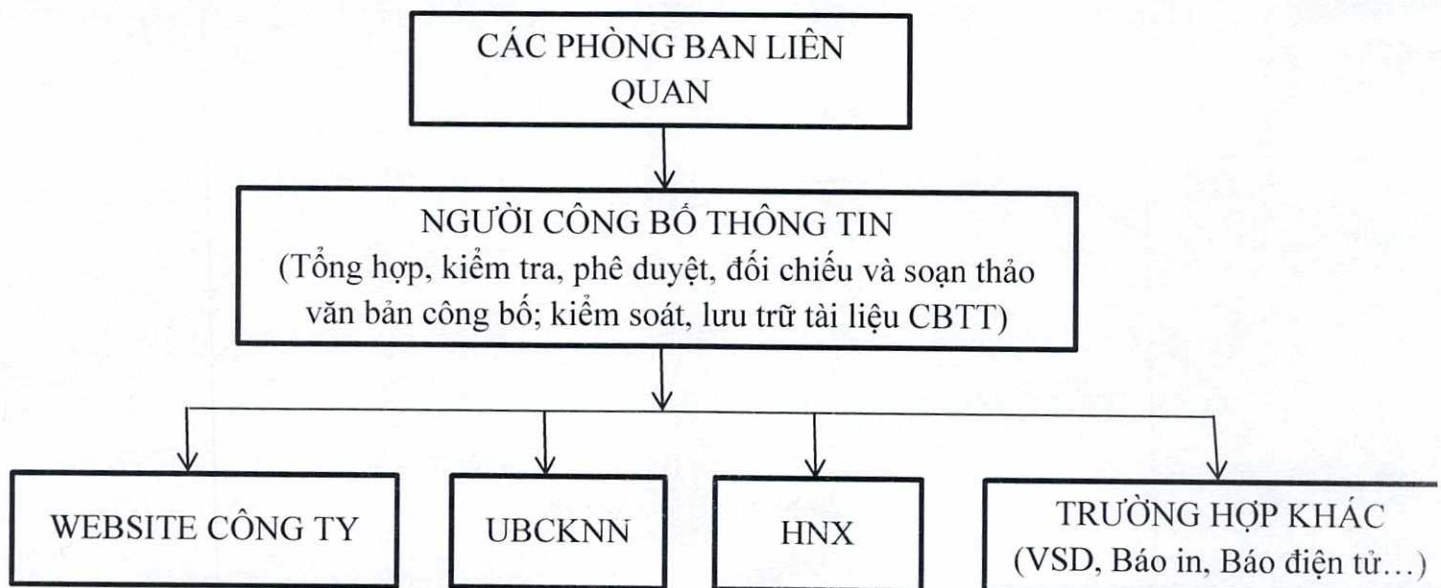 CÁC PHÒNG BAN LIÊN
QUAN
NGƯỜI CÔNG BỐ THÔNG TIN
(Tổng hợp, kiểm tra, phê duyệt, đối chiếu và soạn thảo
văn bản công bố; kiểm soát, lưu trữ tài liệu CBTT)
WEBSITE CÔNG TY
UBCKNN
HNX
TRƯỜNG HỢP KHÁC
(VSD, Báo in, Báo điện tử…)